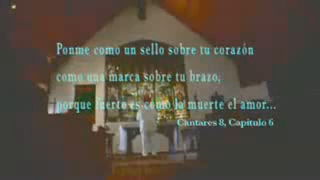 Ponme como un sello sobre tu corazón
como una marca sobre tu brazo,
porque fuerte es como la muerte el amor...
Cantares 8, Capítulo 6